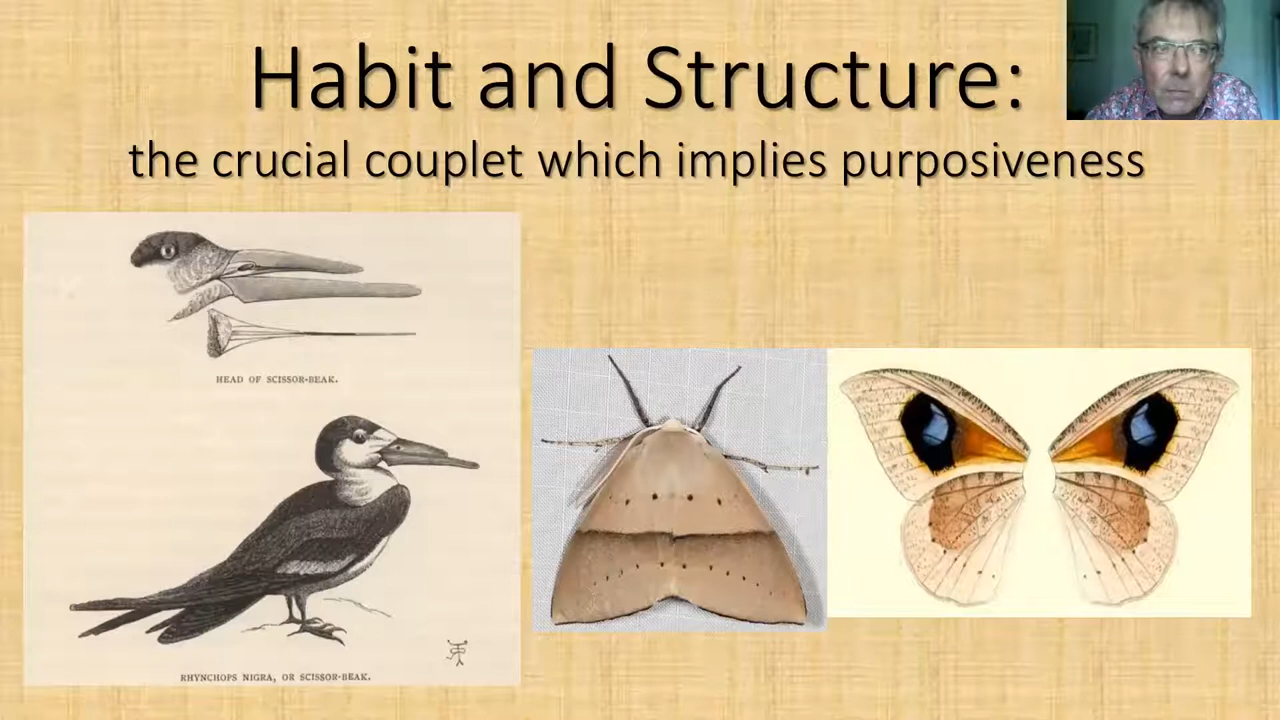 Habit and Structure:
the crucial couplet which implies purposiveness
HEAD OF SCISSOR-BEAK.
RHYNCHOPS NIGRA, OR SCISSOR-BEAK.